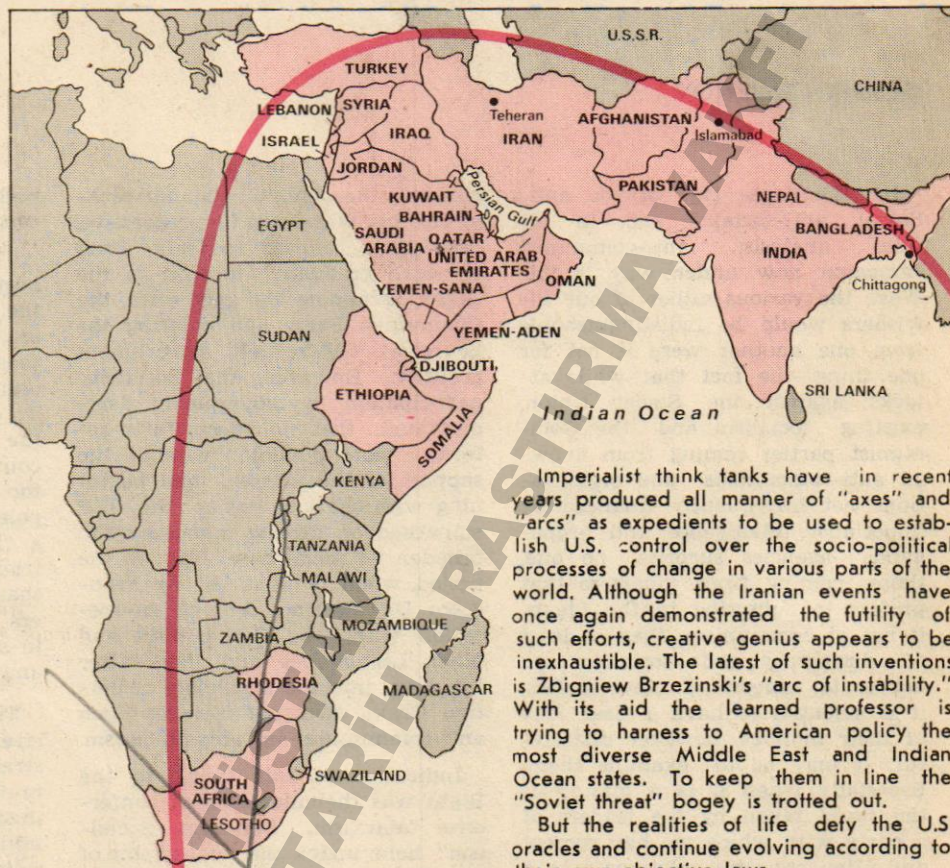 U.S.S.R.
CHINA
TURKEY
LEBANON
SYRIA
Teheran
AFGHANISTAN
Islamabad
ISRAEL
IRAQ
IRAN
JORDAN
PAKISTAN
KUWAIT
Persian Gulf
NEPAL
BAHRAIN
BANGLADESH
EGYPT
SAUDI
ARABIA
QATAR
INDIA
UNITED ARAB
EMIRATES
OMAN
Chittagong
YEMEN-SANA
YEMEN-ADEN
SUDAN
DJIBOUTI
ETHIOPIA
SRI LANKA
SOMALIA
Indian Ocean
KENYA
TANZANIA
MALAWI
MOZAMBIQUE
ZAMBIA
RHODESIA
MADAGASCAR
SWAZILAND
SOUTH
AFRICA
LESOTHO
Imperialist think tanks have in recent
years produced all manner of "axes" and
"arcs" as expedients to be used to estab-
lish U.S. control over the socio-political
processes of change in various parts of the
world. Although the Iranian events have
once again demonstrated the futility of
such efforts, creative genius appears to be
inexhaustible. The latest of such inventions
is Zbigniew Brzezinski's "arc of instability."
With its aid the learned professor is
trying to harness to American policy the
most diverse Middle East and Indian
Ocean states. To keep them in line the
"Soviet threat" bogey is trotted out.
But the realities of life defy the U.S.
oracles and continue evolving according to
TÜSTAV
TARİH ARAŞTIRMA VAKFI